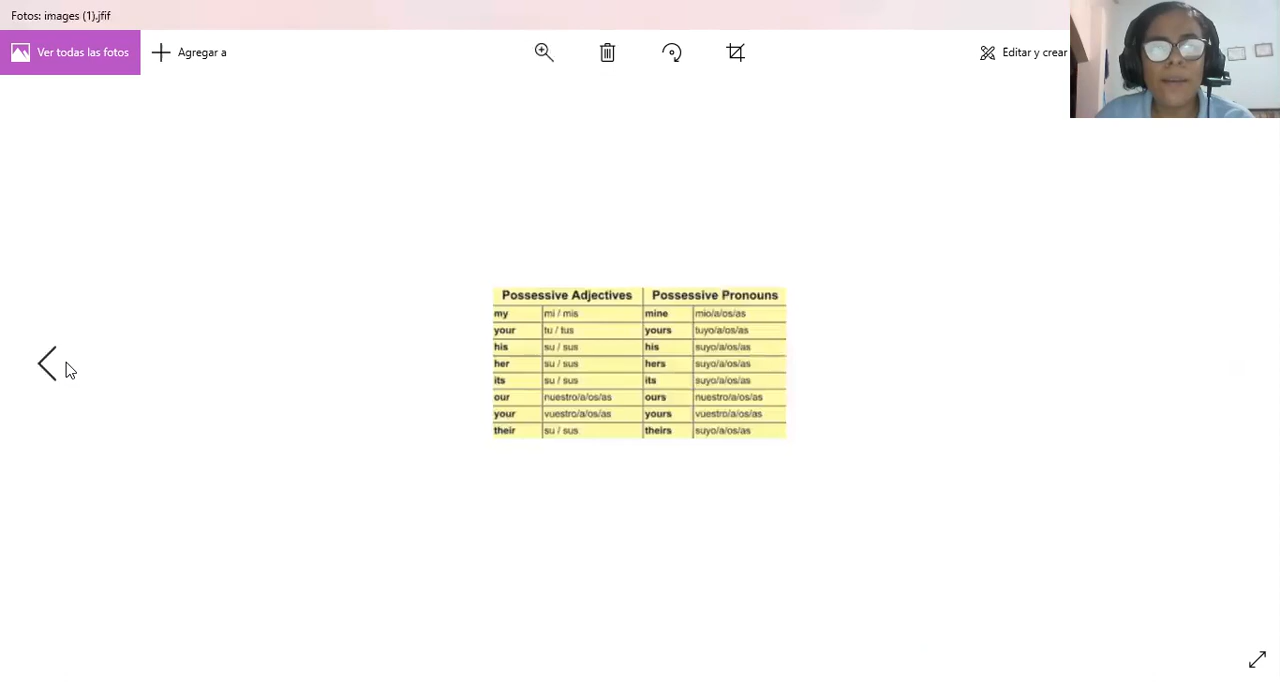 Fotos: images (1).jfif
Ver todas las fotos Agregar a Editar y crear
Possessive Adjectives Possessive Pronouns
my mi / mis mine mio/a/os/as
your tu / tus yours tuyo/a/os/as
his su / sus his suyo/a/os/as
her su / sus hers suyo/a/os/as
its su / sus its suyo/a/os/as
our nuestro/a/os/as ours nuestro/a/os/as
your vuestro/a/os/as yours vuestro/a/os/as
their su / sus theirs suyo/a/os/as